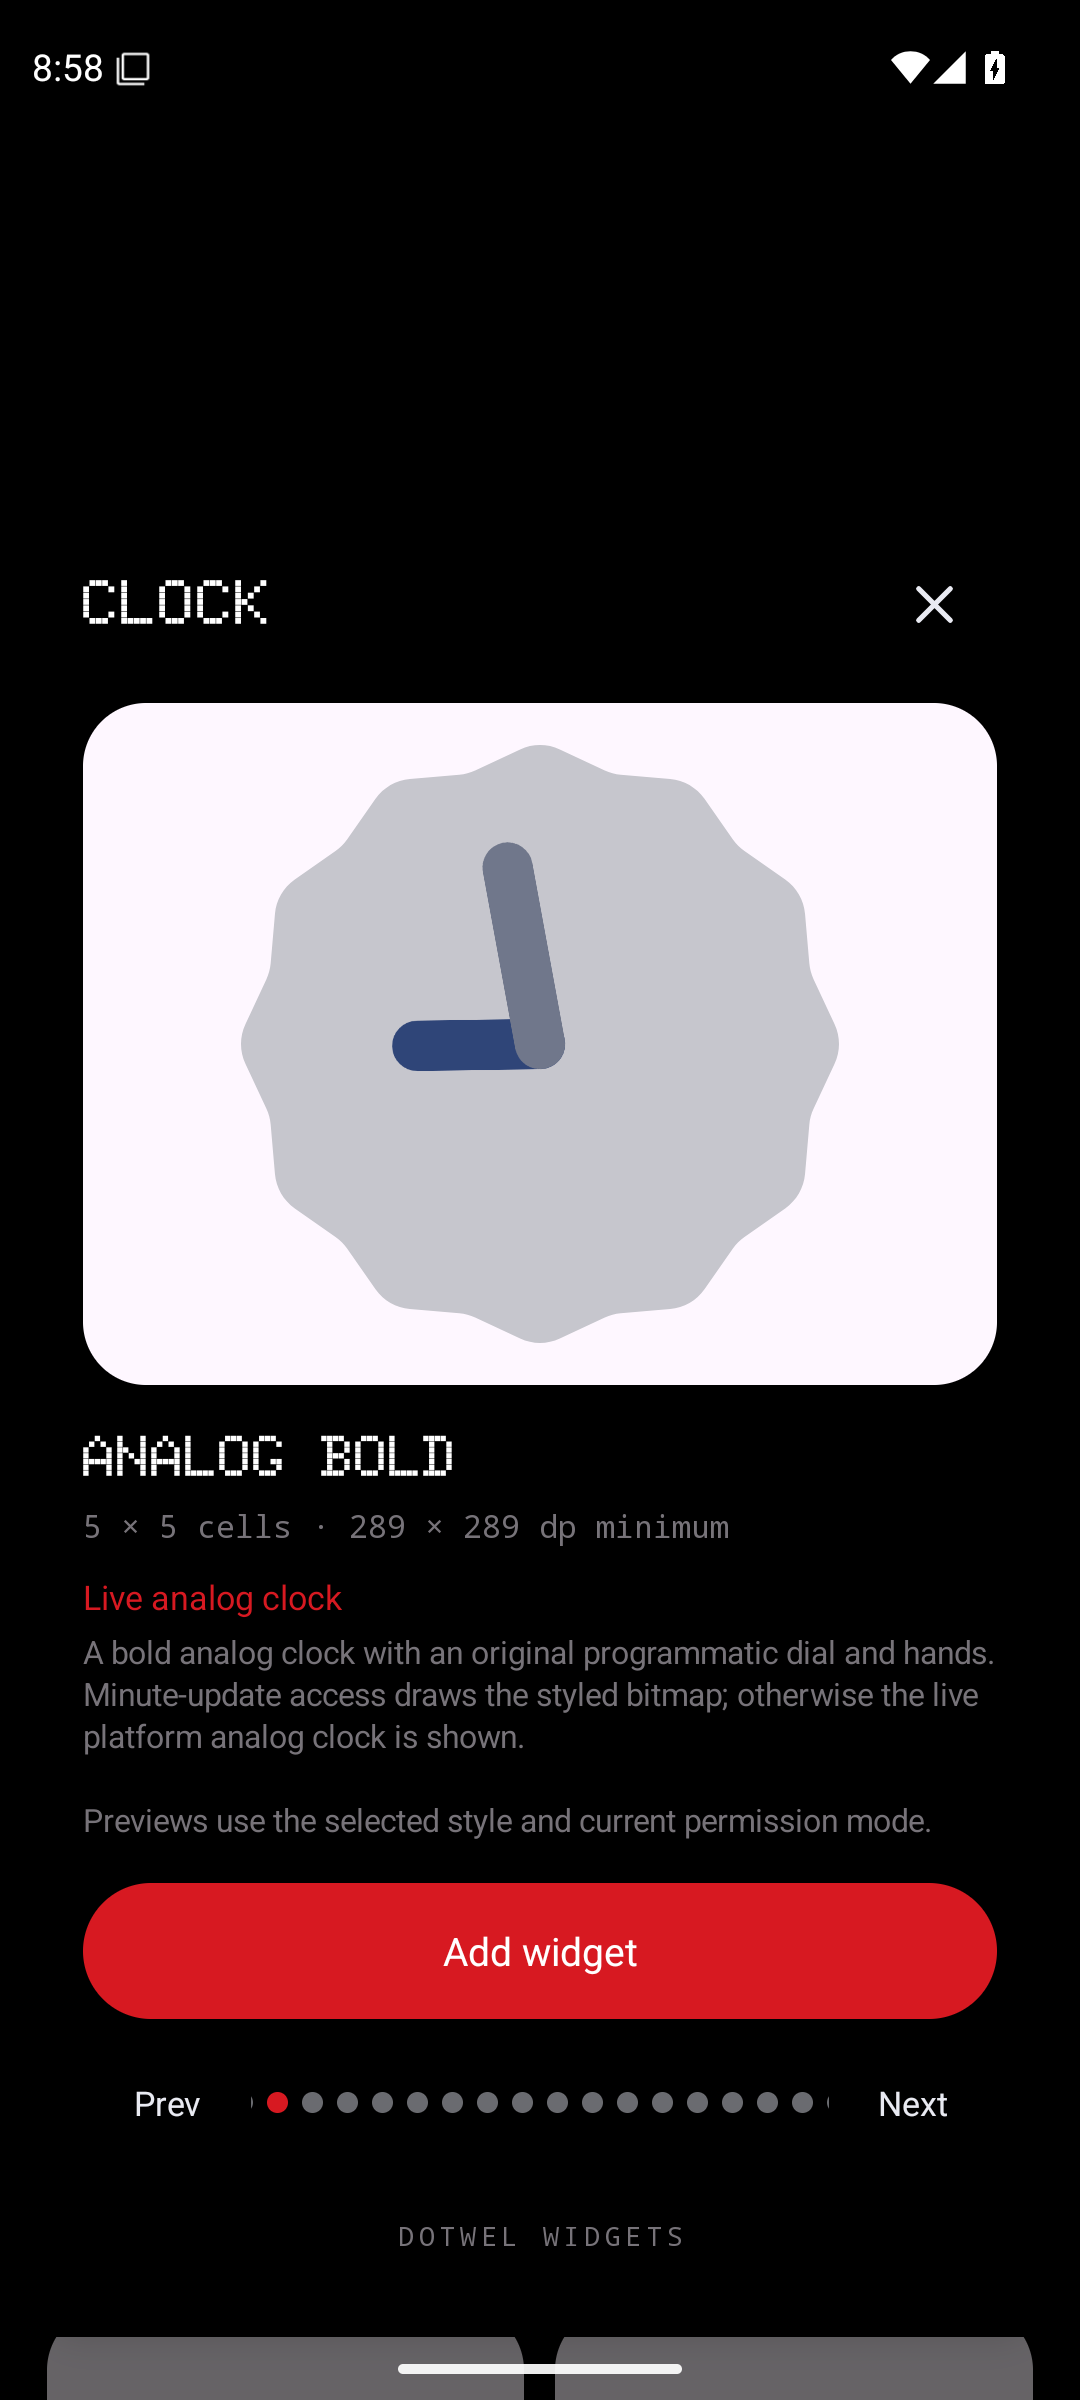 8:58
CLOCK
ANALOG BOLD
5 × 5 cells · 289 × 289 dp minimum
Live analog clock
A bold analog clock with an original programmatic dial and hands.
Minute-update access draws the styled bitmap; otherwise the live
platform analog clock is shown.
Previews use the selected style and current permission mode.
Add widget
Prev
Next
DOTWEL WIDGETS